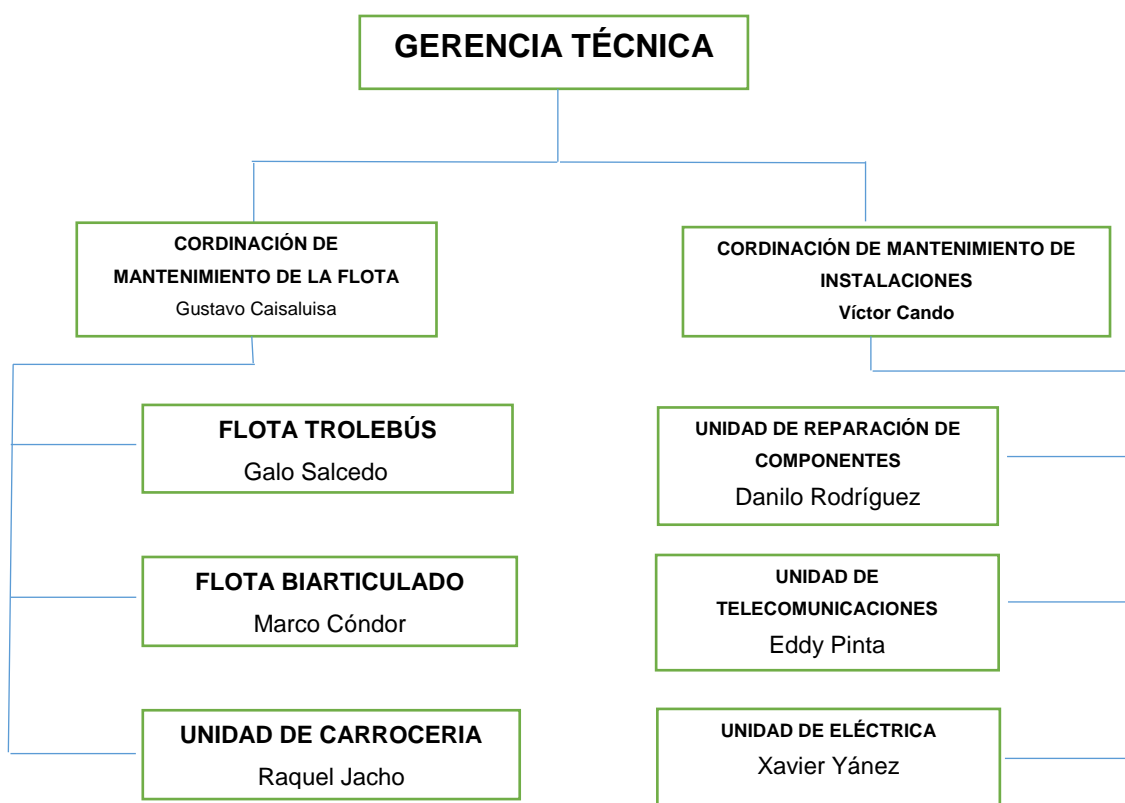 GERENCIA TÉCNICA
CORDINACIÓN DE
MANTENIMIENTO DE LA FLOTA
Gustavo Caisaluisa
CORDINACIÓN DE MANTENIMIENTO DE
INSTALACIONES
Víctor Cando
FLOTA TROLEBÚS
Galo Salcedo
FLOTA BIARTICULADO
Marco Cóndor
UNIDAD DE CARROCERIA
Raquel Jacho
UNIDAD DE REPARACIÓN DE
COMPONENTES
Danilo Rodríguez
UNIDAD DE
TELECOMUNICACIONES
Eddy Pinta
UNIDAD DE ELÉCTRICA
Xavier Yánez